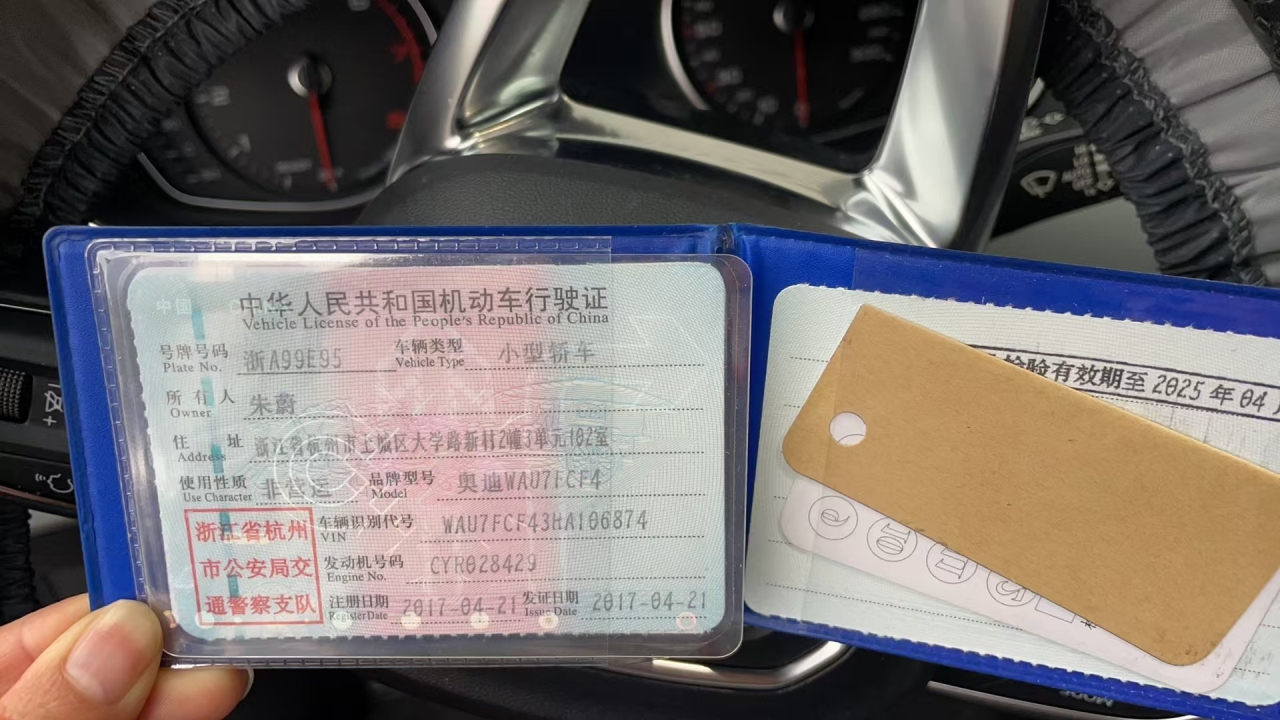 中华人民共和国机动车行驶证
Vehicle License of the People's Republic of China
号牌号码 浙A99E95 车辆类型 小型轿车
Plate No. Vehicle Type
所有人 朱蔚
Owner
住址 浙江省杭州市上城区大学路新村2幢3单元102室
Address
使用性质 非营运 品牌型号 奥迪WAU7FCF4
Use Character Model
浙江省杭州
市公安局交
通警察支队
车辆识别代号 WAU7FCF43HA106874
VIN
发动机号码 CYR028429
Engine No.
注册日期 2017-04-21 发证日期 2017-04-21
Register Date Issue Date
检验有效期至 2025 年 04